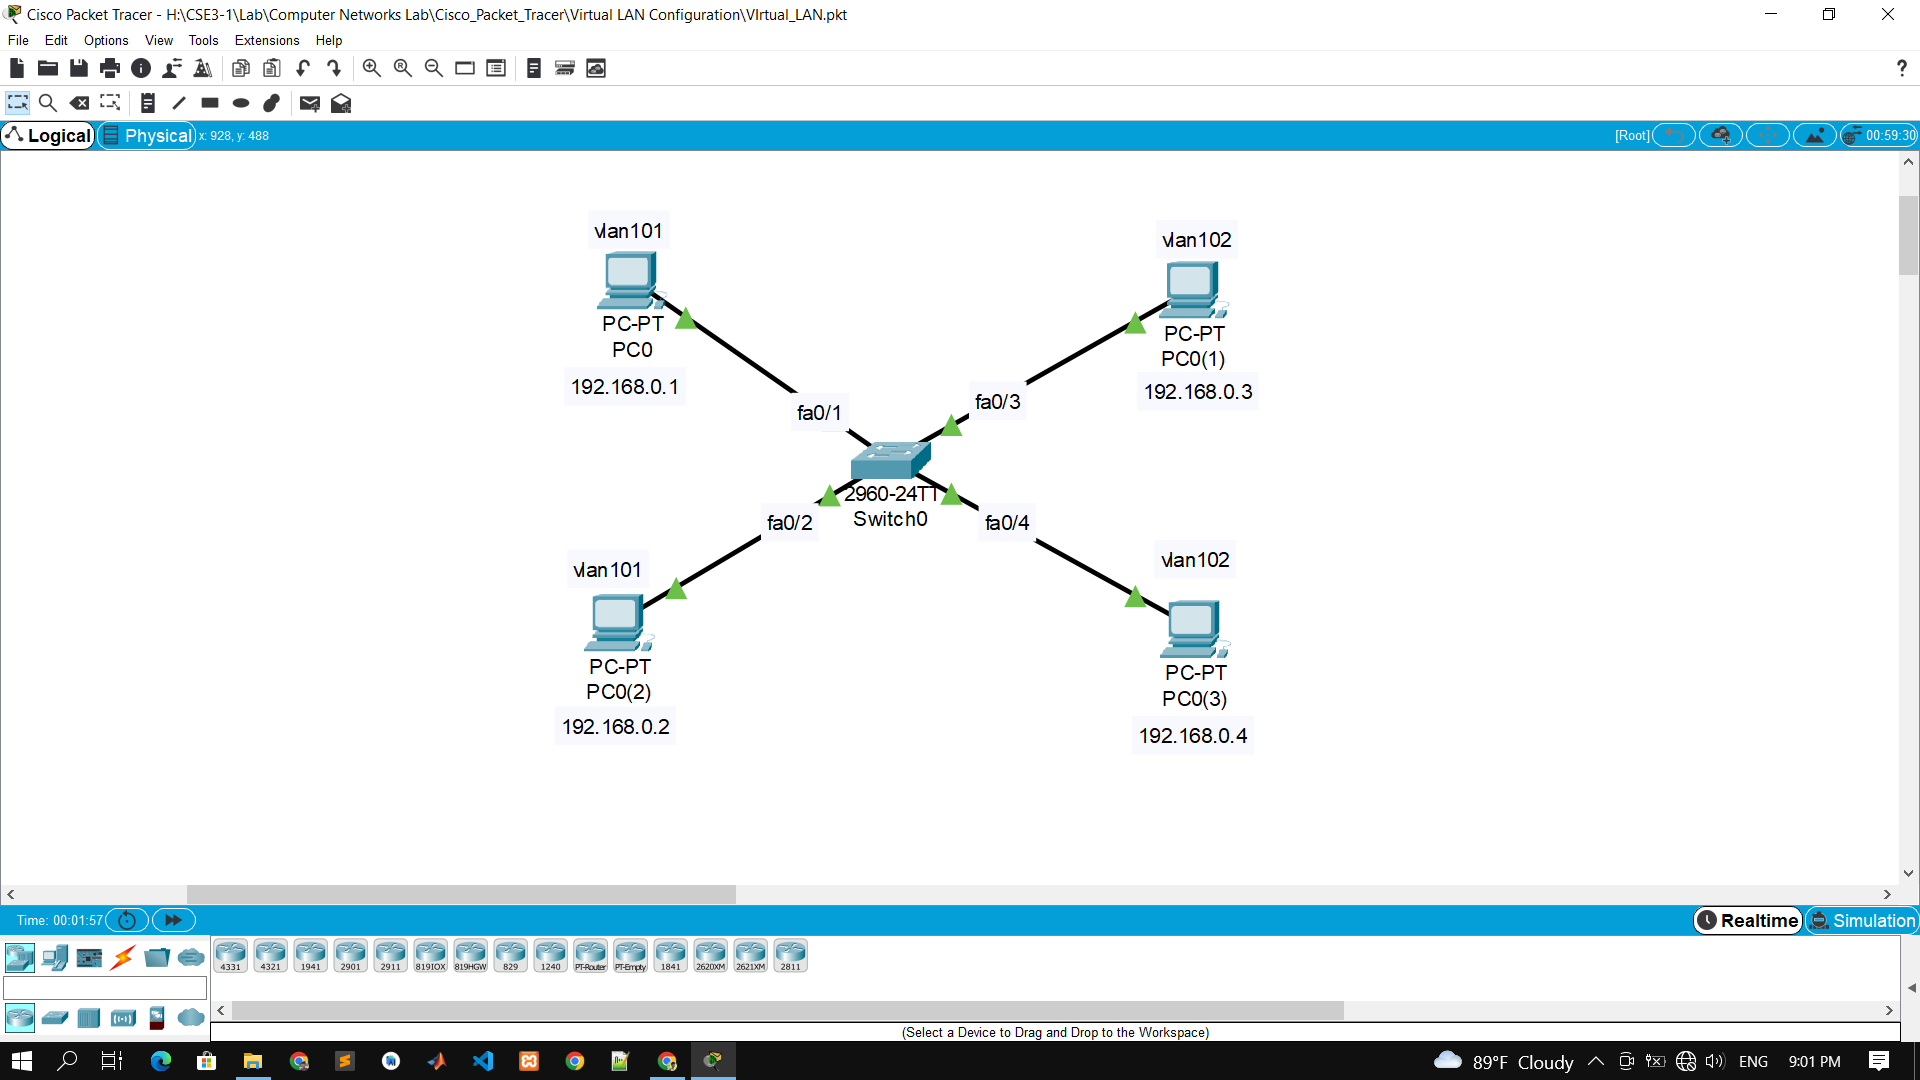 Cisco Packet Tracer - H:\CSE3-1\Lab\Computer Networks Lab\Cisco_Packet_Tracer\Virtual LAN Configuration\VIrtual_LAN.pkt
File Edit Options View Tools Extensions Help
?
Logical Physical x: 928, y: 488 [Root] 00:59:30
vlan101
PC-PT
PC0
192.168.0.1
vlan102
PC-PT
PC0(1)
192.168.0.3
fa0/1
fa0/3
2960-24TT
Switch0
fa0/2
fa0/4
vlan101
PC-PT
PC0(2)
192.168.0.2
vlan102
PC-PT
PC0(3)
192.168.0.4
Time: 00:01:57 Realtime Simulation
4331 4321 1941 2901 2911 819IOX 819HGW 829 1240 PT-Router PT-Empty 1841 2620XM 2621XM 2811
(Select a Device to Drag and Drop to the Workspace)
89°F Cloudy ENG 9:01 PM